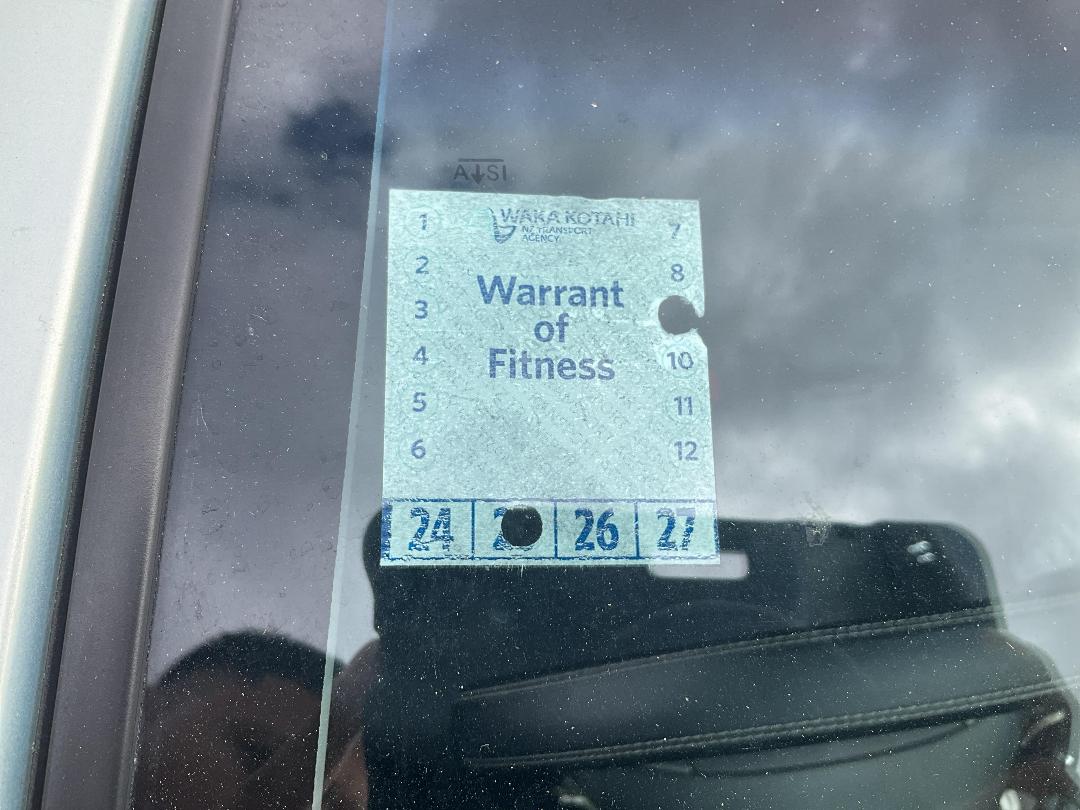 A↓SI
WAKA KOTAHI
NZ TRANSPORT
AGENCY
1
7
2
8
Warrant
of
Fitness
3
4
10
5
11
6
12
24
26
27